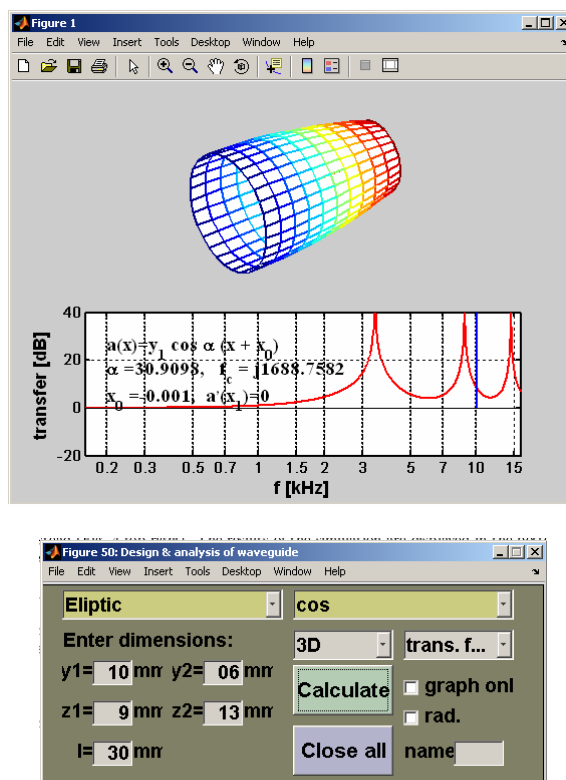 Figure 1
File Edit View Insert Tools Desktop Window Help
40
20
0
-20
transfer [dB]
a(x)=y1 cos α (x + x0)
α =30.9098, fc = j1688.7582
x0 =-0.001, a'(x1)=0
0.2 0.3 0.5 0.7 1 1.5 2 3 5 7 10 15
f [kHz]
Figure 50: Design & analysis of waveguide
File Edit View Insert Tools Desktop Window Help
Eliptic cos
Enter dimensions: 3D trans. f...
y1= 10 mm y2= 06 mm
Calculate graph onl
z1= 9 mm z2= 13 mm
rad.
l= 30 mm Close all name